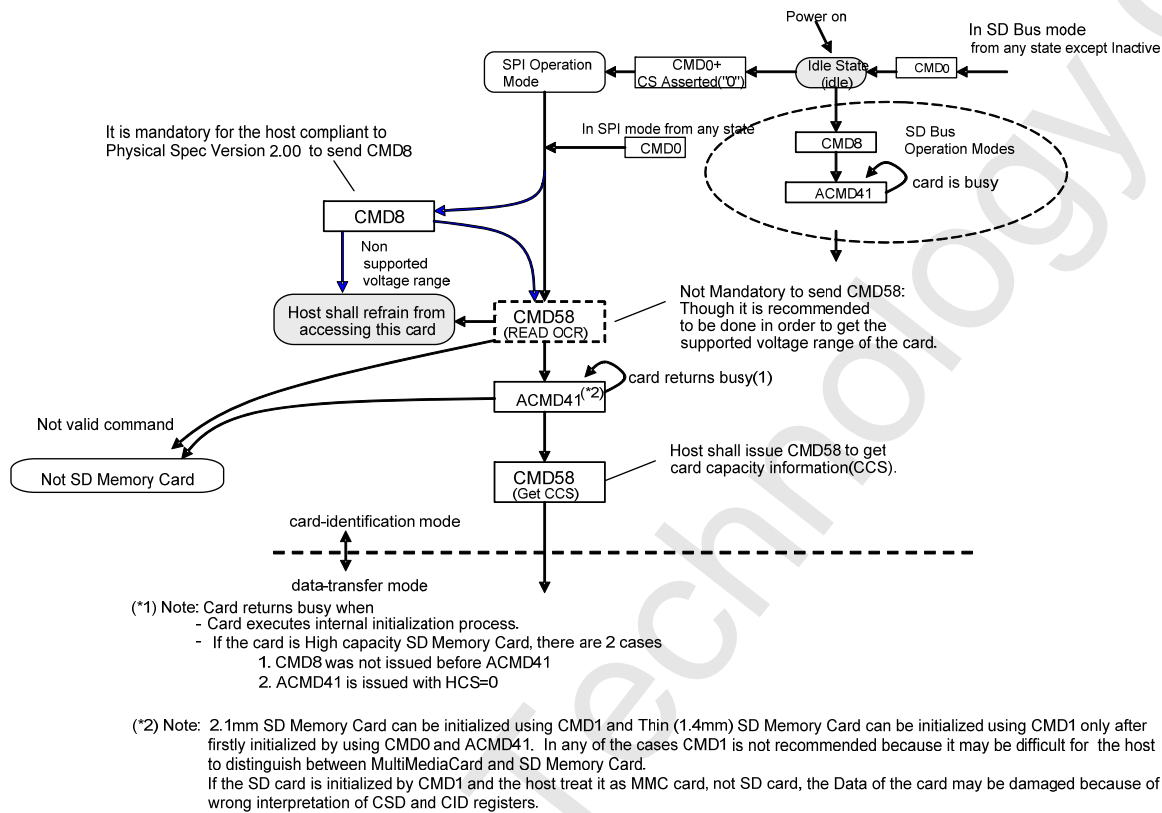 Power on
In SD Bus mode
from any state except Inactive
SPI Operation
Mode
CMD0+
CS Asserted("0")
Idle State
(idle)
CMD0
It is mandatory for the host compliant to
Physical Spec Version 2.00 to send CMD8
In SPI mode from any state
CMD0
CMD8
SD Bus
Operation Modes
ACMD41
card is busy
CMD8
Non
supported
voltage range
Host shall refrain from
accessing this card
CMD58
(READ OCR)
Not Mandatory to send CMD58:
Though it is recommended
to be done in order to get the
supported voltage range of the card.
ACMD41(*2)
card returns busy(1)
Not valid command
Not SD Memory Card
CMD58
(Get CCS)
Host shall issue CMD58 to get
card capacity information(CCS).
card-identification mode
data-transfer mode
(*1) Note: Card returns busy when
- Card executes internal initialization process.
- If the card is High capacity SD Memory Card, there are 2 cases
1. CMD8 was not issued before ACMD41
2. ACMD41 is issued with HCS=0
(*2) Note: 2.1mm SD Memory Card can be initialized using CMD1 and Thin (1.4mm) SD Memory Card can be initialized using CMD1 only after
firstly initialized by using CMD0 and ACMD41. In any of the cases CMD1 is not recommended because it may be difficult for the host
to distinguish between MultiMediaCard and SD Memory Card.
If the SD card is initialized by CMD1 and the host treat it as MMC card, not SD card, the Data of the card may be damaged because of
wrong interpretation of CSD and CID registers.
Technology